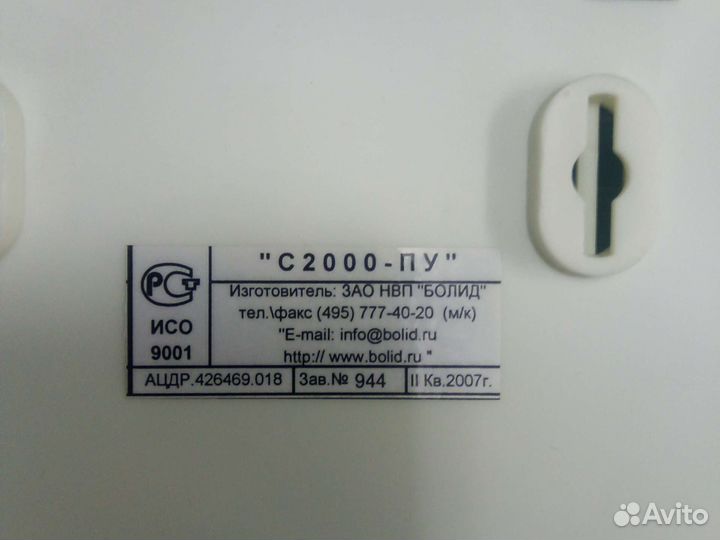 "С2000-ПУ"
Изготовитель: ЗАО НВП "БОЛИД"
тел.\факс (495) 777-40-20 (м/к)
"E-mail: info@bolid.ru
http:// www.bolid.ru "
РСТ
ИСО
9001
АЦДР.426469.018 Зав.№ 944 II Кв.2007г.
Avito